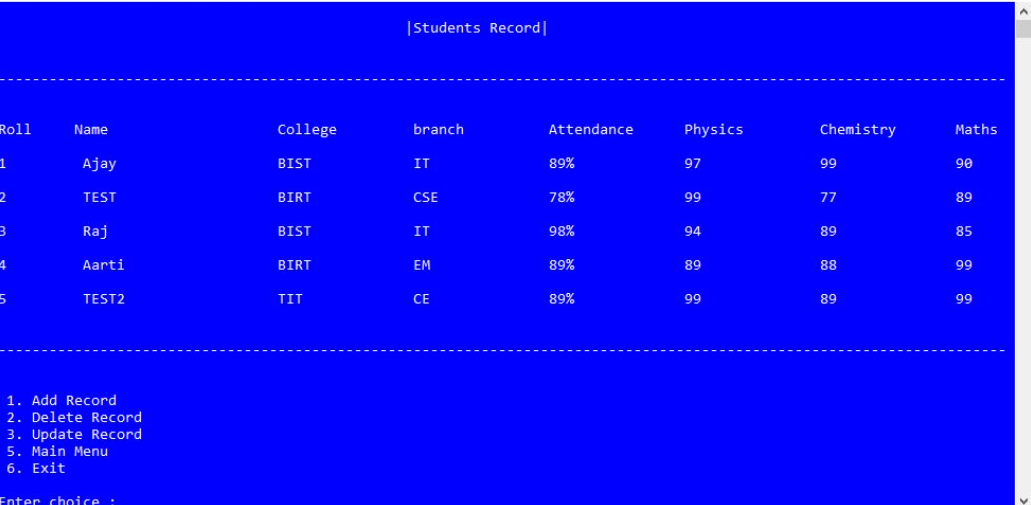 |Students Record|
------------------------------------------------------------------------------------------------------------------------
Roll Name College branch Attendance Physics Chemistry Maths
1 Ajay BIST IT 89% 97 99 90
2 TEST BIRT CSE 78% 99 77 89
3 Raj BIST IT 98% 94 89 85
4 Aarti BIRT EM 89% 89 88 99
5 TEST2 TIT CE 89% 99 89 99
------------------------------------------------------------------------------------------------------------------------
1. Add Record
2. Delete Record
3. Update Record
5. Main Menu
6. Exit
Enter choice :